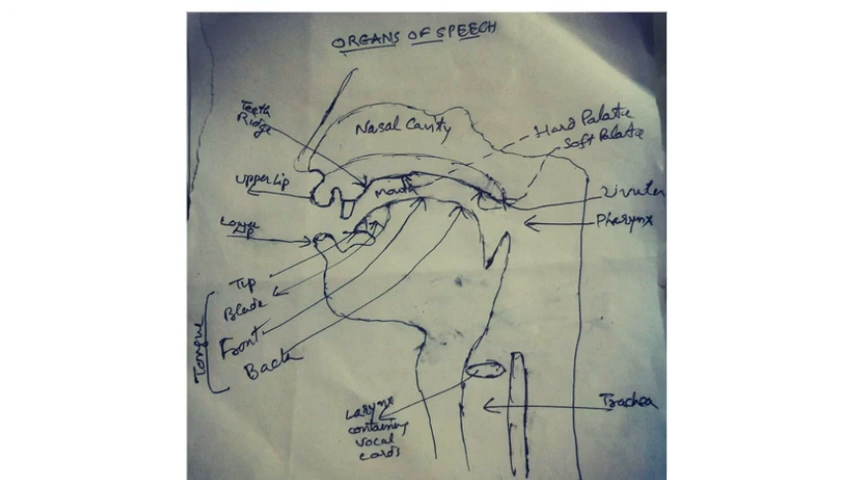 ORGANS OF SPEECH
Teeth
Ridge
Nasal Cavity
Hard Palate
Soft Palate
Upper Lip
Mouth
Uvula
Lower
Lip
Pharynx
Tip
Blade
Front
Back
Tongue
Larynx
containing
vocal
cords
Trachea